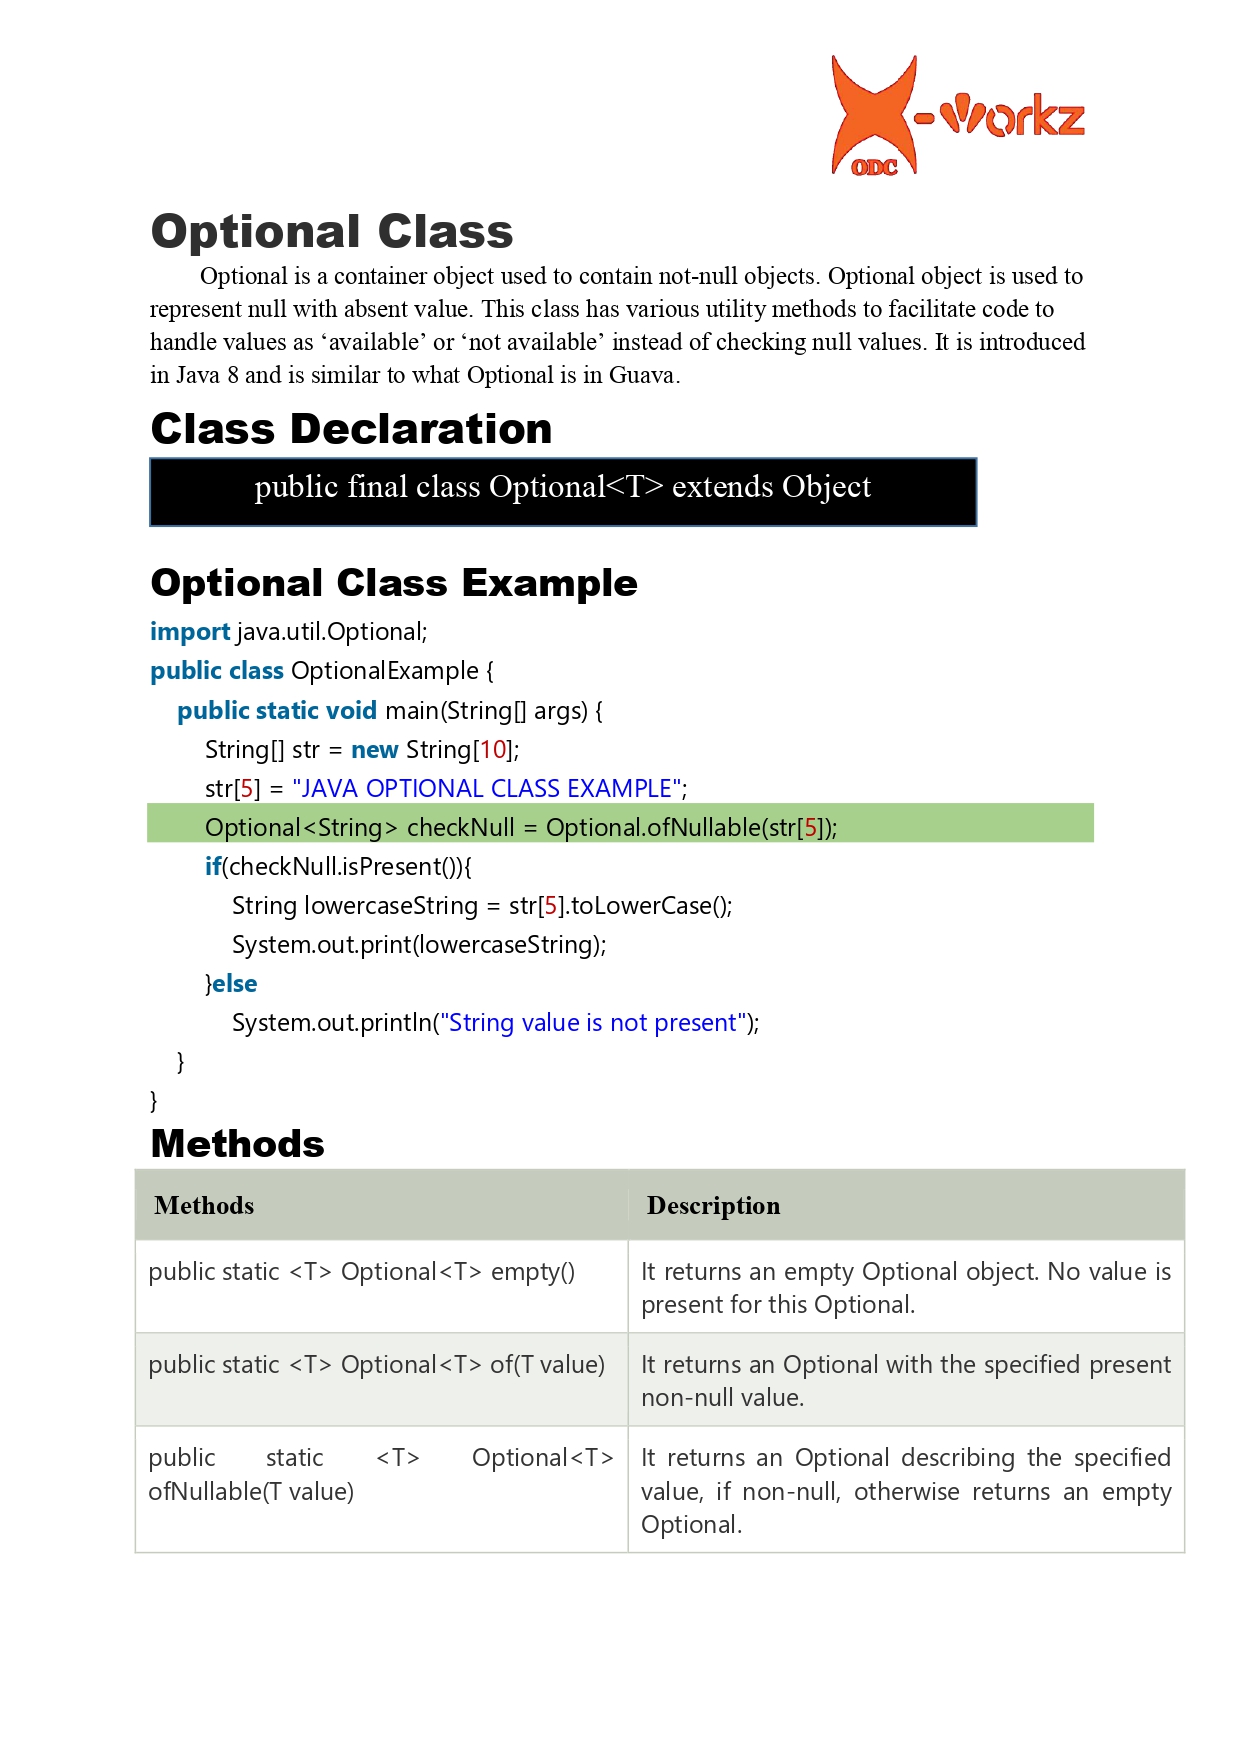 X-workz
ODC
Optional Class
Optional is a container object used to contain not-null objects. Optional object is used to
represent null with absent value. This class has various utility methods to facilitate code to
handle values as ‘available’ or ‘not available’ instead of checking null values. It is introduced
in Java 8 and is similar to what Optional is in Guava.
Class Declaration
public final class Optional<T> extends Object
Optional Class Example
import java.util.Optional;
public class OptionalExample {
public static void main(String[] args) {
String[] str = new String[10];
str[5] = "JAVA OPTIONAL CLASS EXAMPLE";
Optional<String> checkNull = Optional.ofNullable(str[5]);
if(checkNull.isPresent()){
String lowercaseString = str[5].toLowerCase();
System.out.print(lowercaseString);
}else
System.out.println("String value is not present");
}
}
Methods
Methods
Description
public static <T> Optional<T> empty()
It returns an empty Optional object. No value is
present for this Optional.
public static <T> Optional<T> of(T value)
It returns an Optional with the specified present
non-null value.
public static <T> Optional<T>
ofNullable(T value)
It returns an Optional describing the specified
value, if non-null, otherwise returns an empty
Optional.